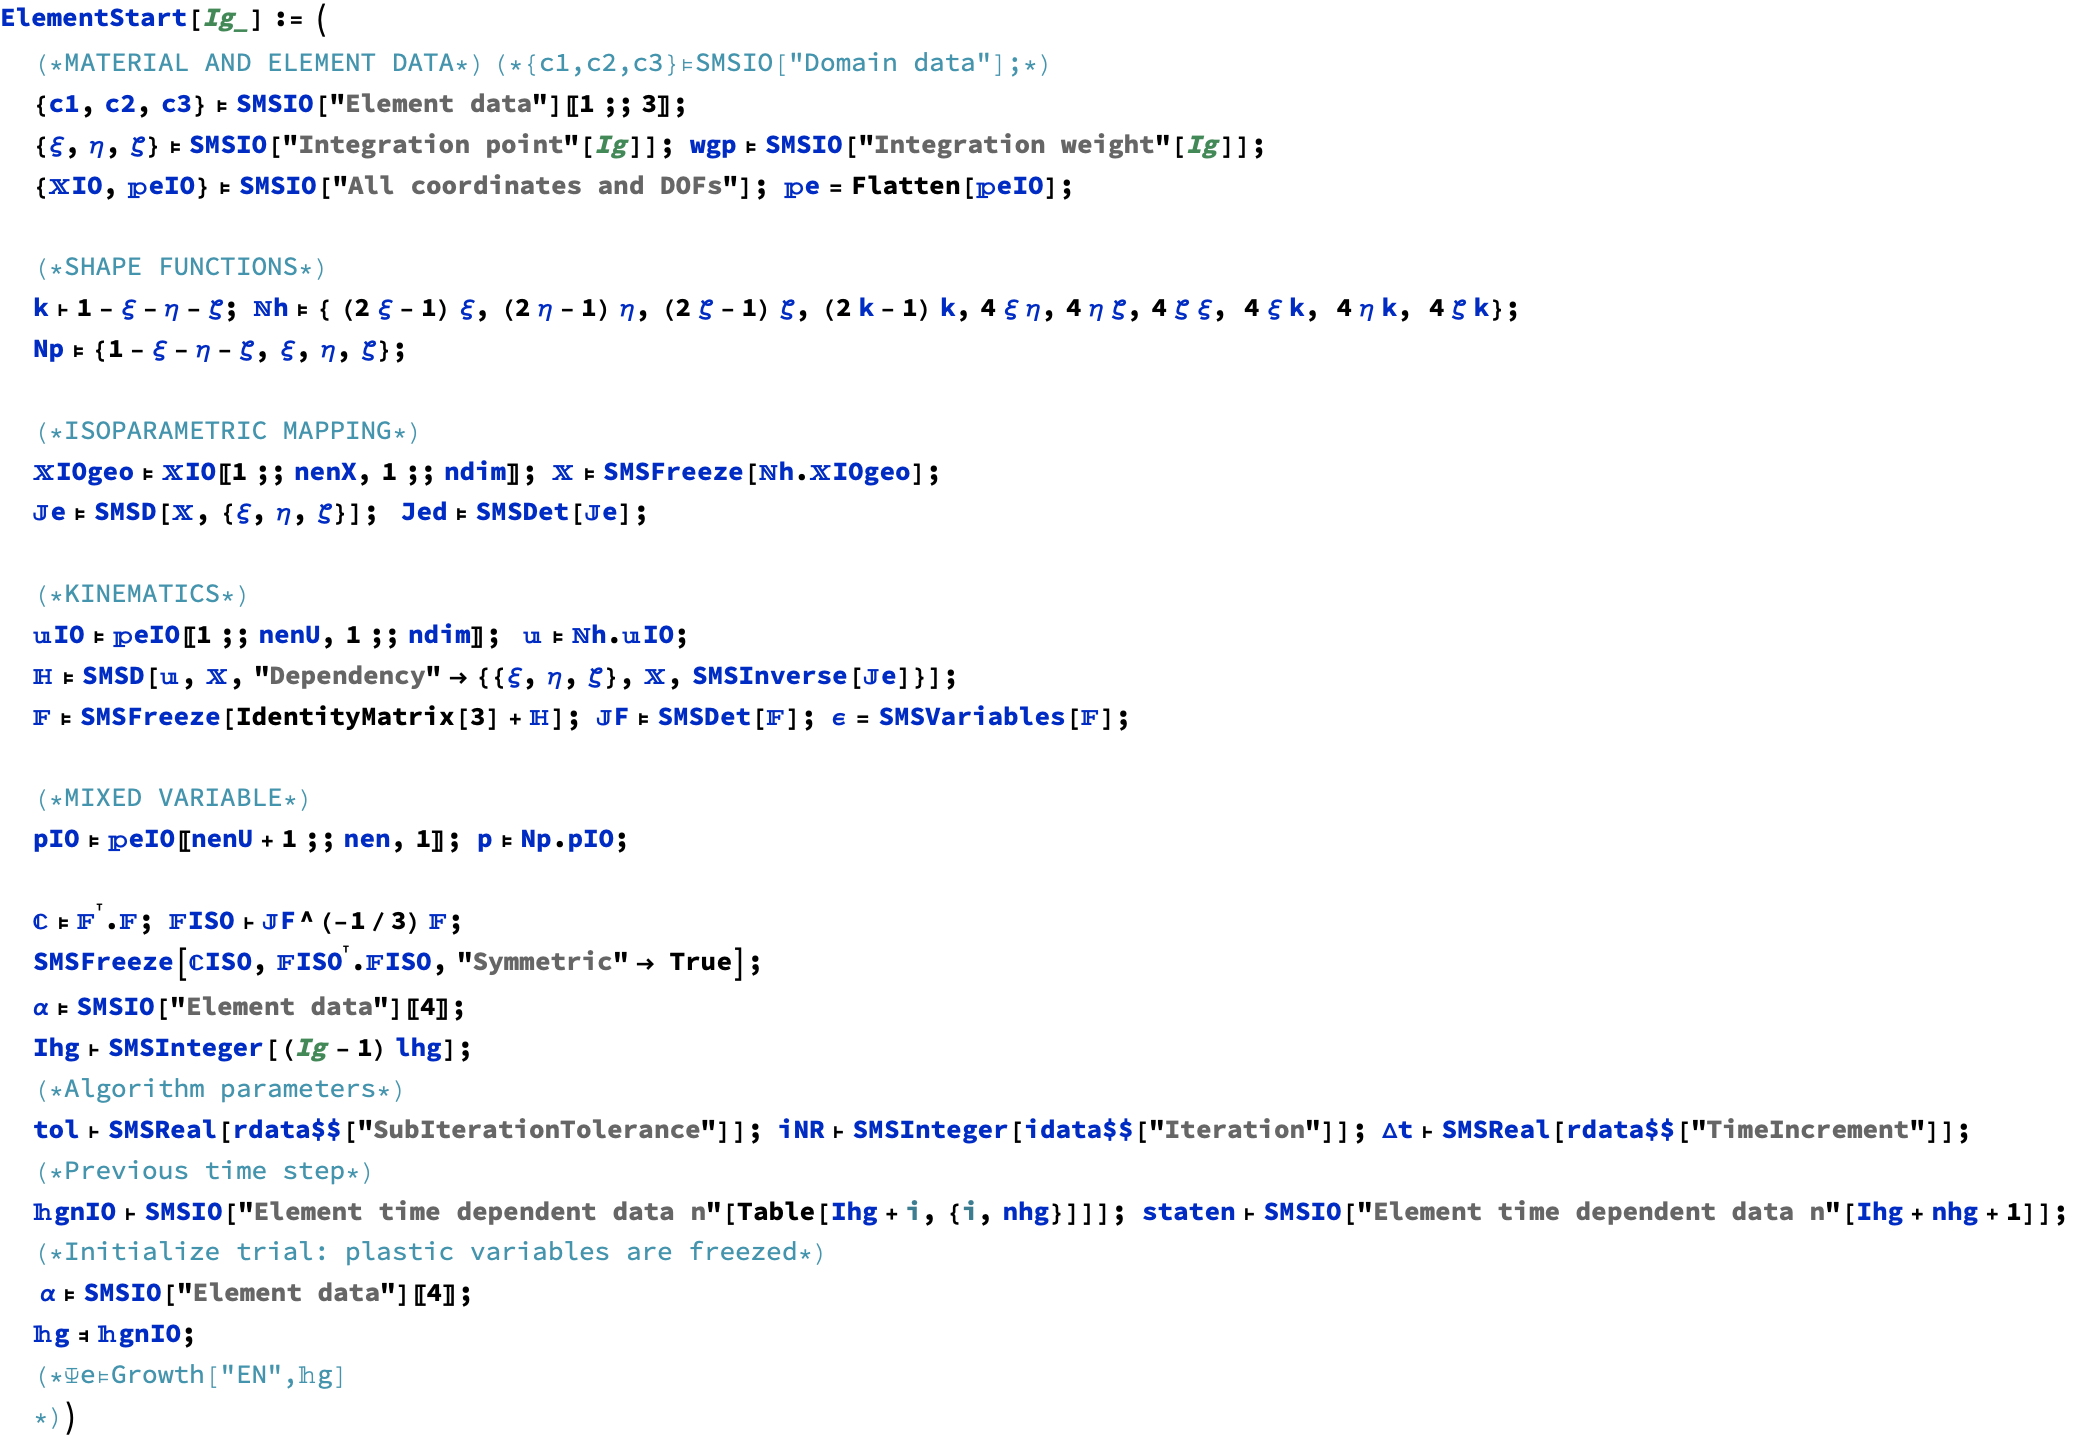 ElementStart[Ig_] := (
(*MATERIAL AND ELEMENT DATA*) (*{c1,c2,c3}⊨SMSIO["Domain data"];*)
{c1, c2, c3} ⊨ SMSIO["Element data"]〚1 ;; 3〛;
{ξ, η, ζ} ⊨ SMSIO["Integration point"[Ig]]; wgp ⊨ SMSIO["Integration weight"[Ig]];
{𝕏IO, 𝕡eIO} ⊨ SMSIO["All coordinates and DOFs"]; 𝕡e = Flatten[𝕡eIO];
(*SHAPE FUNCTIONS*)
k ⊢ 1 - ξ - η - ζ; ℕh ⊨ { (2 ξ - 1) ξ, (2 η - 1) η, (2 ζ - 1) ζ, (2 k - 1) k, 4 ξ η, 4 η ζ, 4 ζ ξ, 4 ξ k, 4 η k, 4 ζ k};
Np ⊨ {1 - ξ - η - ζ, ξ, η, ζ};
(*ISOPARAMETRIC MAPPING*)
𝕏IOgeo ⊨ 𝕏IO〚1 ;; nenX, 1 ;; ndim〛; 𝕏 ⊨ SMSFreeze[ℕh.𝕏IOgeo];
𝕁e ⊨ SMSD[𝕏, {ξ, η, ζ}]; Jed ⊨ SMSDet[𝕁e];
(*KINEMATICS*)
𝕦IO ⊨ 𝕡eIO〚1 ;; nenU, 1 ;; ndim〛; 𝕦 ⊨ ℕh.𝕦IO;
ℍ ⊨ SMSD[𝕦, 𝕏, "Dependency" → {{ξ, η, ζ}, 𝕏, SMSInverse[𝕁e]}];
𝔽 ⊨ SMSFreeze[IdentityMatrix[3] + ℍ]; 𝕁F ⊨ SMSDet[𝔽]; ϵ = SMSVariables[𝔽];
(*MIXED VARIABLE*)
pIO ⊨ 𝕡eIO〚nenU + 1 ;; nen, 1〛; p ⊨ Np.pIO;
ℂ ⊨ 𝔽ᵀ.𝔽; 𝔽ISO ⊢ 𝕁F ^ (-1 / 3) 𝔽;
SMSFreeze[ℂISO, 𝔽ISOᵀ.𝔽ISO, "Symmetric" → True];
α ⊨ SMSIO["Element data"]〚4〛;
Ihg ⊢ SMSInteger[(Ig - 1) lhg];
(*Algorithm parameters*)
tol ⊢ SMSReal[rdata$$["SubIterationTolerance"]]; iNR ⊢ SMSInteger[idata$$["Iteration"]]; Δt ⊢ SMSReal[rdata$$["TimeIncrement"]];
(*Previous time step*)
𝕙gnIO ⊢ SMSIO["Element time dependent data n"[Table[Ihg + i, {i, nhg}]]]; staten ⊢ SMSIO["Element time dependent data n"[Ihg + nhg + 1]];
(*Initialize trial: plastic variables are freezed*)
α ⊨ SMSIO["Element data"]〚4〛;
𝕙g ⫤ 𝕙gnIO;
(*𝚿e⊨Growth["EN",𝕙g]
*))